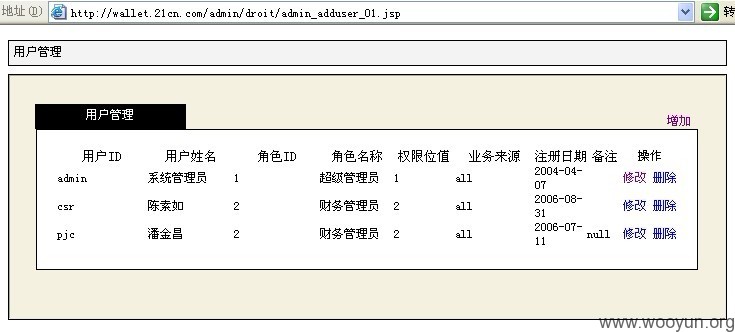 地址(D) http://wallet.21cn.com/admin/droit/admin_adduser_01.jsp 转
用户管理
用户管理
增加
用户ID 用户姓名 角色ID 角色名称 权限位值 业务来源 注册日期 备注 操作
admin 系统管理员 1 超级管理员 1 all 2004-04-07 修改 删除
csr 陈素如 2 财务管理员 2 all 2006-08-31 修改 删除
pjc 潘金昌 2 财务管理员 2 all 2006-07-11 null 修改 删除
www.wooyun.org